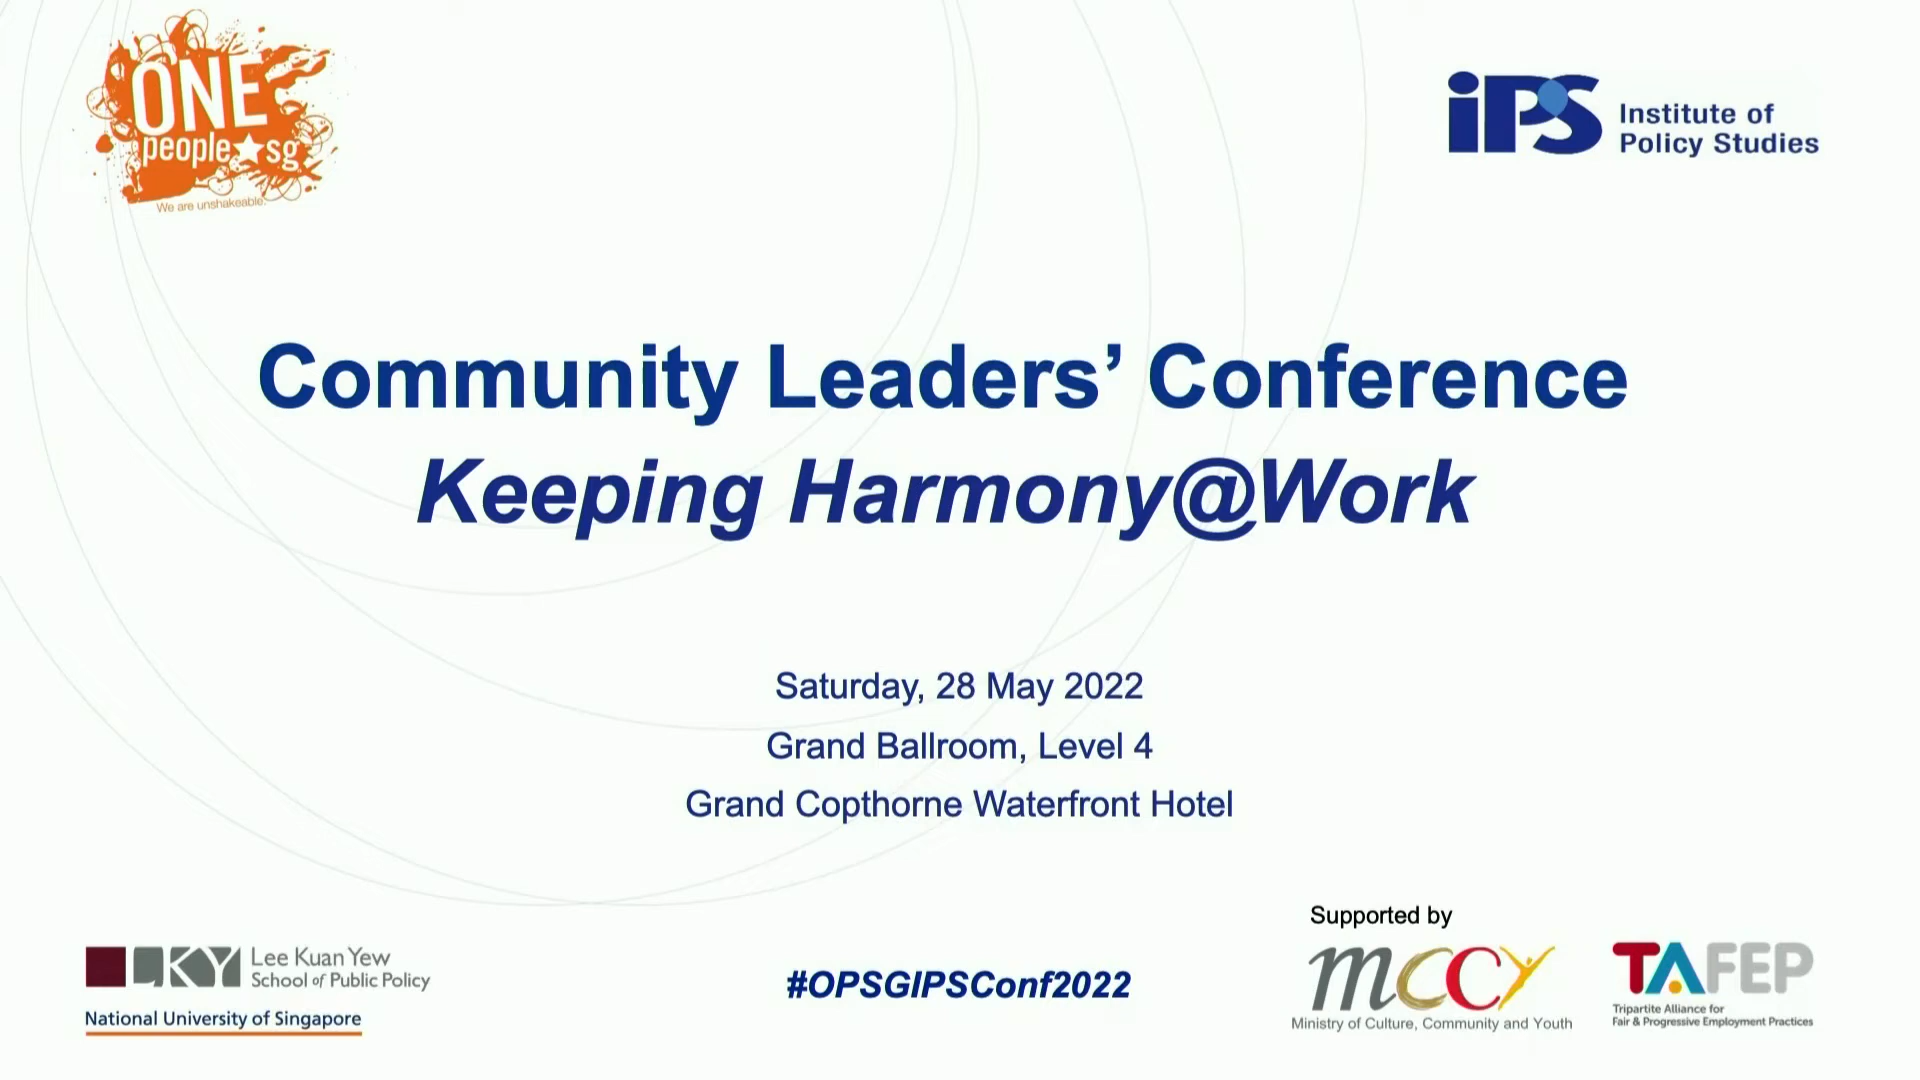 ONE
people★sg
We are unshakeable.
iPS
Institute of
Policy Studies
Community Leaders’ Conference
Keeping Harmony@Work
Saturday, 28 May 2022
Grand Ballroom, Level 4
Grand Copthorne Waterfront Hotel
LKY
Lee Kuan Yew
School of Public Policy
National University of Singapore
#OPSGIPSConf2022
Supported by
mccy
Ministry of Culture, Community and Youth
TAFEP
Tripartite Alliance for
Fair & Progressive Employment Practices